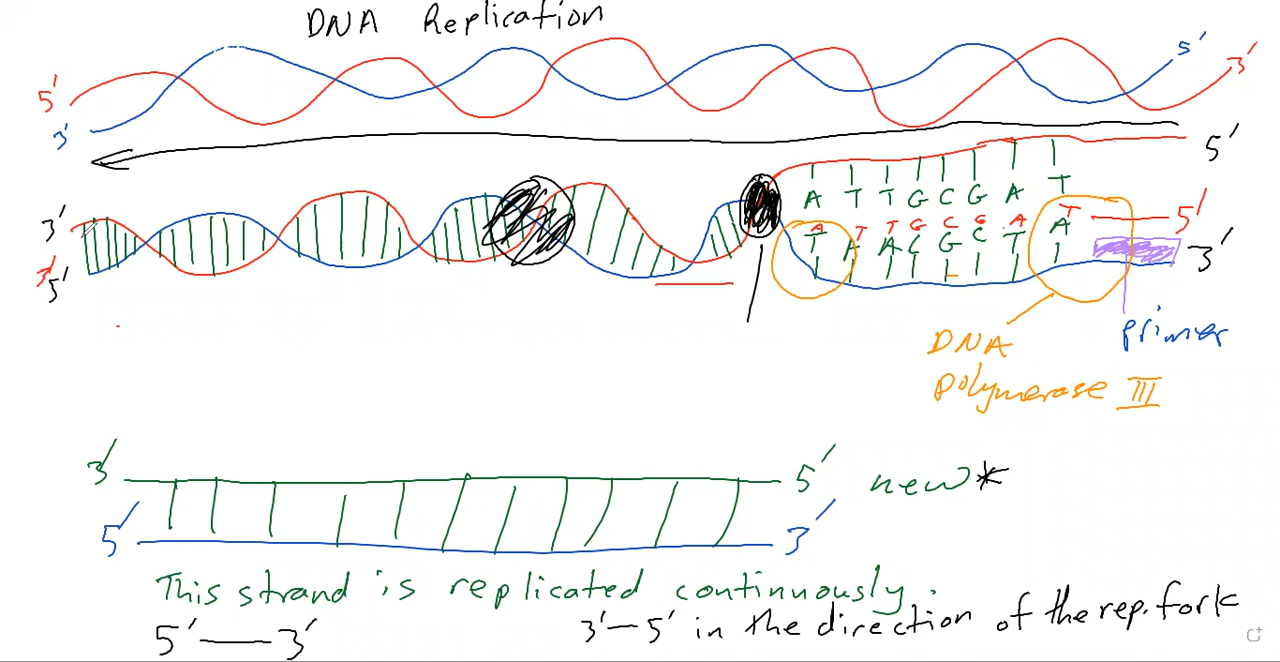 DNA Replication
5' 5'
3' 3'
5'
3' A T T G C G A T
A T T G C G A T 5'
T A A C G C T A 3'
3'
5'
DNA primer
polymerase III
3' 5' new*
5' 3'
This strand is replicated continuously.
5' — 3' 3' — 5' in the direction of the rep. fork